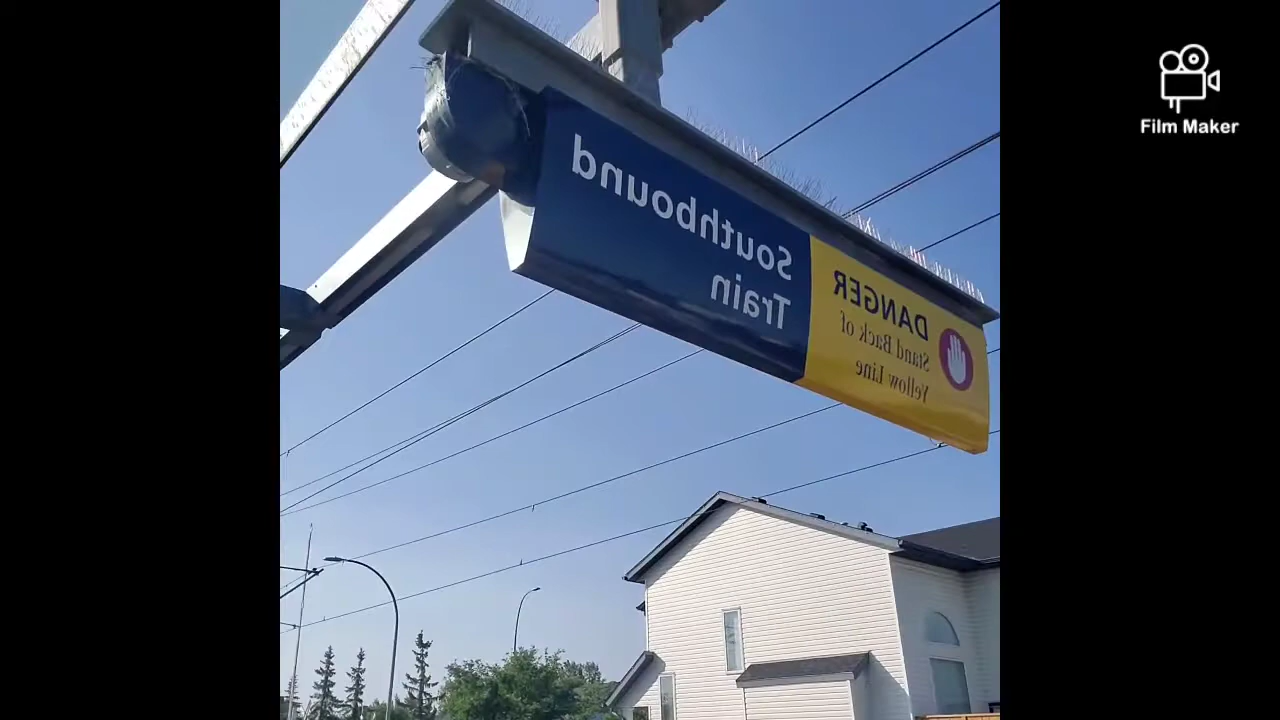 Southbound
Train
DANGER
Stand Back of
Yellow Line
Film Maker